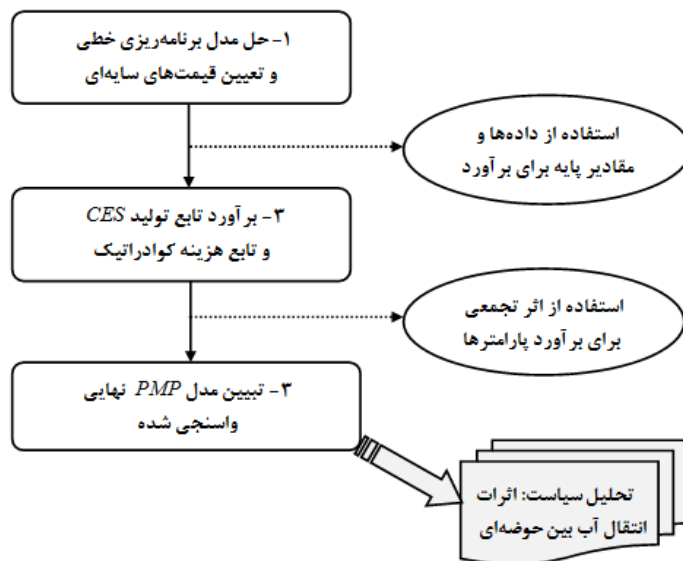 ۱- حل مدل برنامه‌ریزی خطی
و تعیین قیمت‌های سایه‌ای
استفاده از داده‌ها و
مقادیر پایه برای برآورد
۳- برآورد تابع تولید CES
و تابع هزینه کوادراتیک
استفاده از اثر تجمعی
برای برآورد پارامترها
۳- تبیین مدل PMP نهایی
واسنجی شده
تحلیل سیاست: اثرات
انتقال آب بین حوضه‌ای